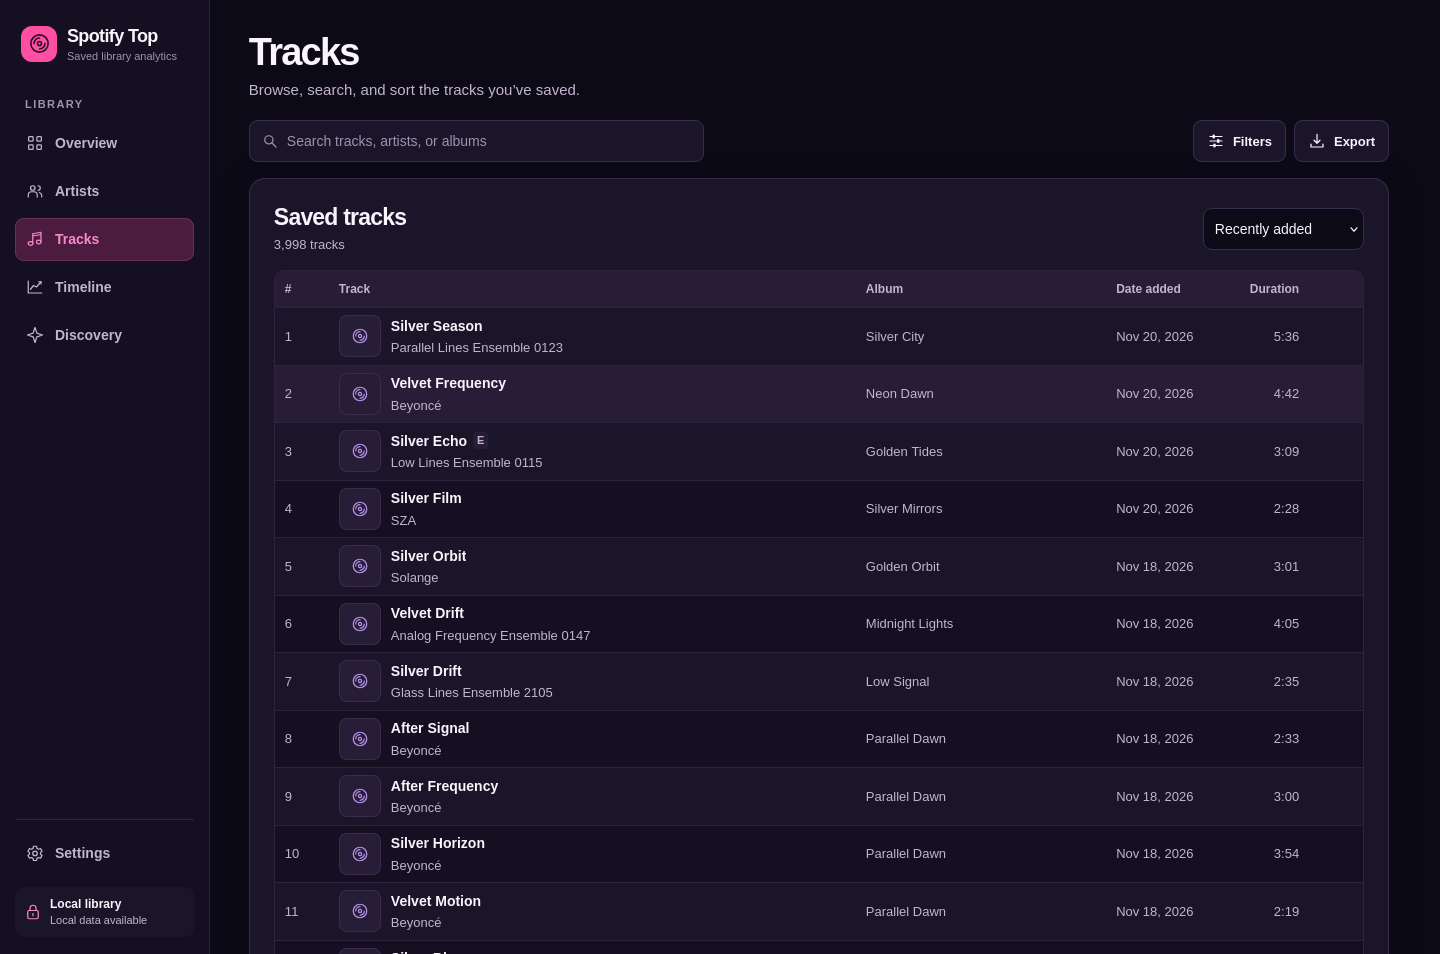 Spotify Top
Saved library analytics
LIBRARY
Overview
Artists
Tracks
Timeline
Discovery
Settings
Local library
Local data available
Tracks
Browse, search, and sort the tracks you’ve saved.
Search tracks, artists, or albums
Filters
Export
Saved tracks
3,998 tracks
Recently added
# Track Album Date added Duration
1 Silver Season Silver City Nov 20, 2026 5:36
Parallel Lines Ensemble 0123
2 Velvet Frequency Neon Dawn Nov 20, 2026 4:42
Beyoncé
3 Silver Echo E Golden Tides Nov 20, 2026 3:09
Low Lines Ensemble 0115
4 Silver Film Silver Mirrors Nov 20, 2026 2:28
SZA
5 Silver Orbit Golden Orbit Nov 18, 2026 3:01
Solange
6 Velvet Drift Midnight Lights Nov 18, 2026 4:05
Analog Frequency Ensemble 0147
7 Silver Drift Low Signal Nov 18, 2026 2:35
Glass Lines Ensemble 2105
8 After Signal Parallel Dawn Nov 18, 2026 2:33
Beyoncé
9 After Frequency Parallel Dawn Nov 18, 2026 3:00
Beyoncé
10 Silver Horizon Parallel Dawn Nov 18, 2026 3:54
Beyoncé
11 Velvet Motion Parallel Dawn Nov 18, 2026 2:19
Beyoncé